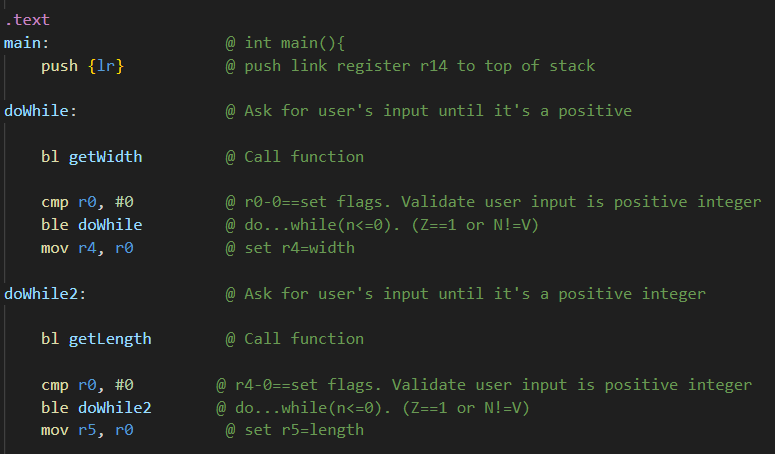 .text
main:                   @ int main(){
    push {lr}           @ push link register r14 to top of stack
doWhile:                @ Ask for user's input until it's a positive
    bl getWidth         @ Call function
    cmp r0, #0          @ r0-0==set flags. Validate user input is positive integer
    ble doWhile         @ do...while(n<=0). (Z==1 or N!=V)
    mov r4, r0          @ set r4=width
doWhile2:               @ Ask for user's input until it's a positive integer
    bl getLength        @ Call function
    cmp r0, #0         @ r4-0==set flags. Validate user input is positive integer
    ble doWhile2       @ do...while(n<=0). (Z==1 or N!=V)
    mov r5, r0          @ set r5=length